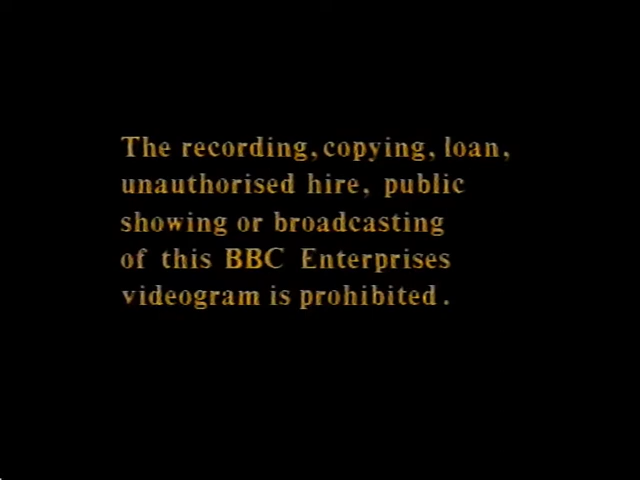 The recording, copying, loan,
unauthorised hire, public
showing or broadcasting
of this BBC Enterprises
videogram is prohibited.